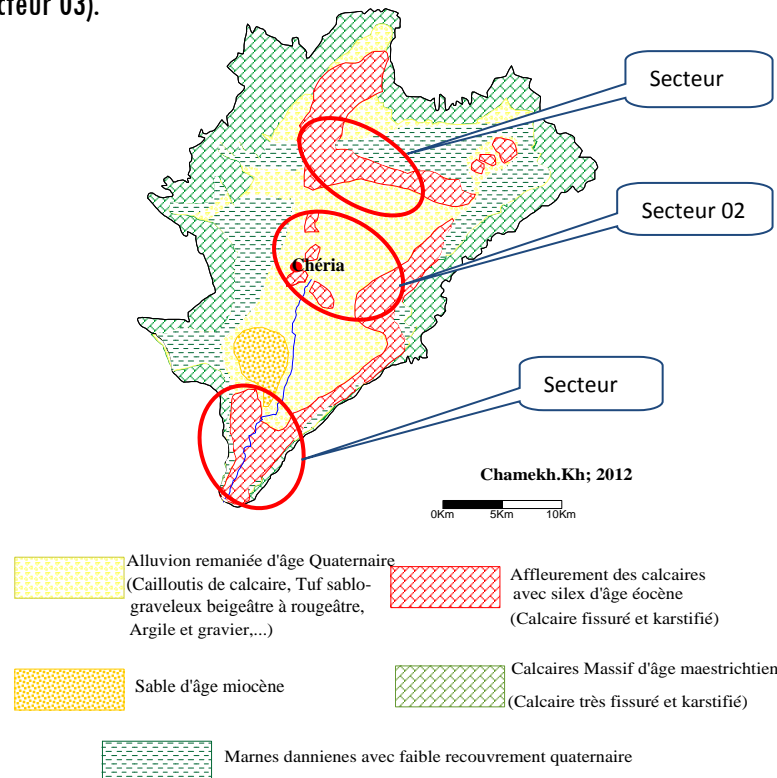 cteur 03).
Secteur
Secteur 02
Chéria
Secteur
Chamekh.Kh; 2012
0Km 5Km 10Km
Alluvion remaniée d'âge Quaternaire
(Cailloutis de calcaire, Tuf sablo-
graveleux beigeâtre à rougeâtre,
Argile et gravier,...)
Affleurement des calcaires
avec silex d'âge éocène
(Calcaire fissuré et karstifié)
Sable d'âge miocène
Calcaires Massif d'âge maestrichtien
(Calcaire très fissuré et karstifié)
Marnes danniènes avec faible recouvrement quaternaire